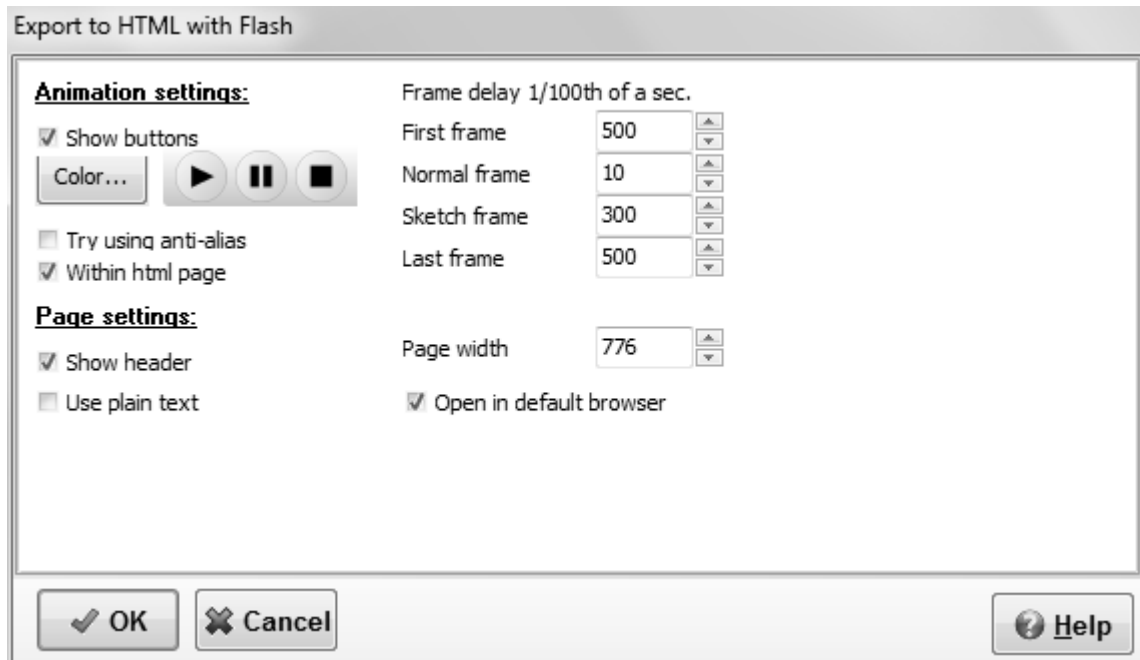 Export to HTML with Flash
Animation settings:
Show buttons
Color...
Try using anti-alias
Within html page
Frame delay 1/100th of a sec.
First frame 500
Normal frame 10
Sketch frame 300
Last frame 500
Page settings:
Show header
Use plain text
Page width 776
Open in default browser
OK
Cancel
Help